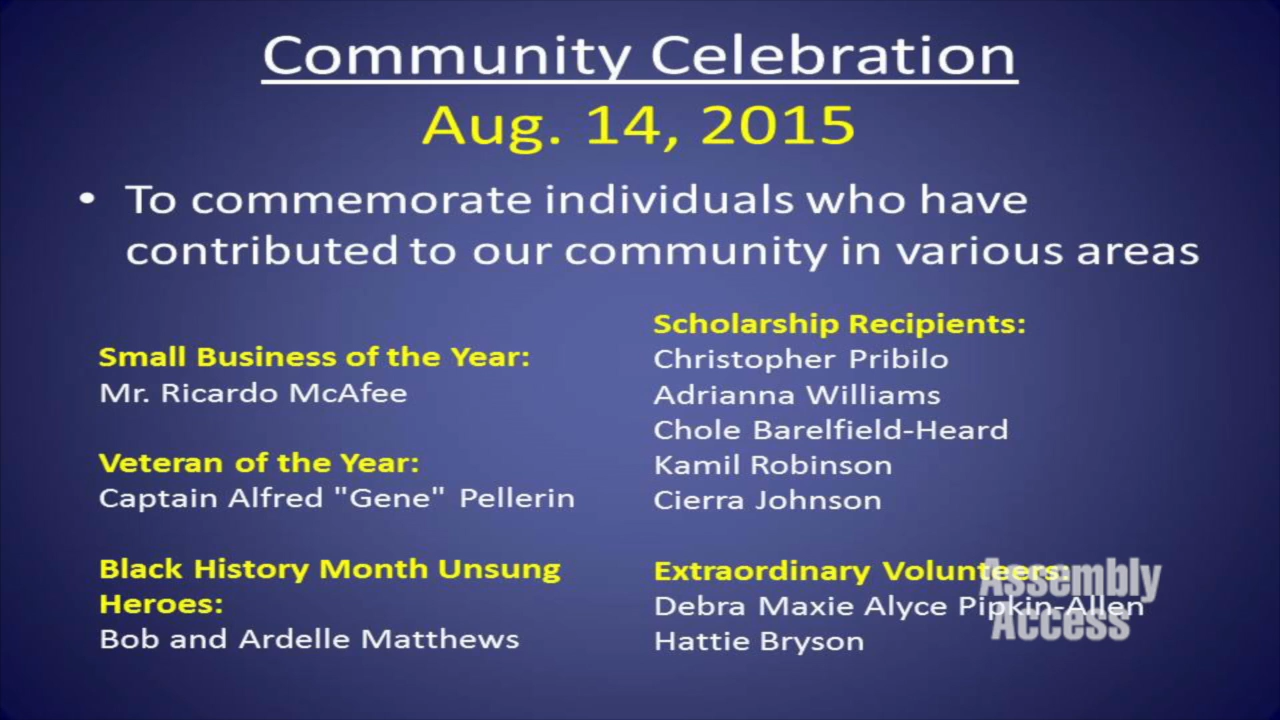 Community Celebration
Aug. 14, 2015
• To commemorate individuals who have
contributed to our community in various areas
Small Business of the Year:
Mr. Ricardo McAfee
Veteran of the Year:
Captain Alfred "Gene" Pellerin
Black History Month Unsung
Heroes:
Bob and Ardelle Matthews
Scholarship Recipients:
Christopher Pribilo
Adrianna Williams
Chole Barelfield-Heard
Kamil Robinson
Cierra Johnson
Extraordinary Volunteers:
Debra Maxie Alyce Pipkin-Allen
Hattie Bryson
Assembly
Access